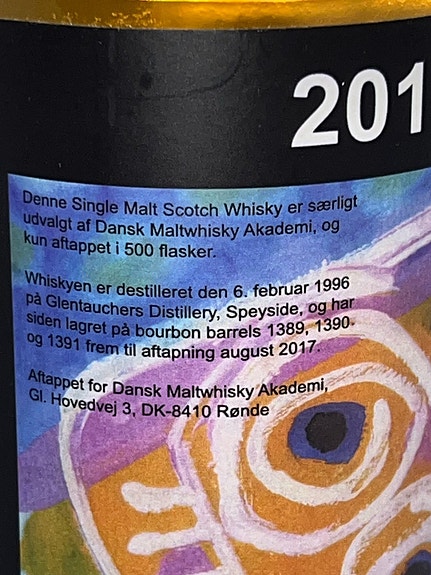 201
Denne Single Malt Scotch Whisky er særligt
udvalgt af Dansk Maltwhisky Akademi, og
kun aftappet i 500 flasker.
Whiskyen er destilleret den 6. februar 1996
på Glentauchers Distillery, Speyside, og har
siden lagret på bourbon barrels 1389, 1390
og 1391 frem til aftapning august 2017.
Aftappet for Dansk Maltwhisky Akademi,
Gl. Hovedvej 3, DK-8410 Rønde